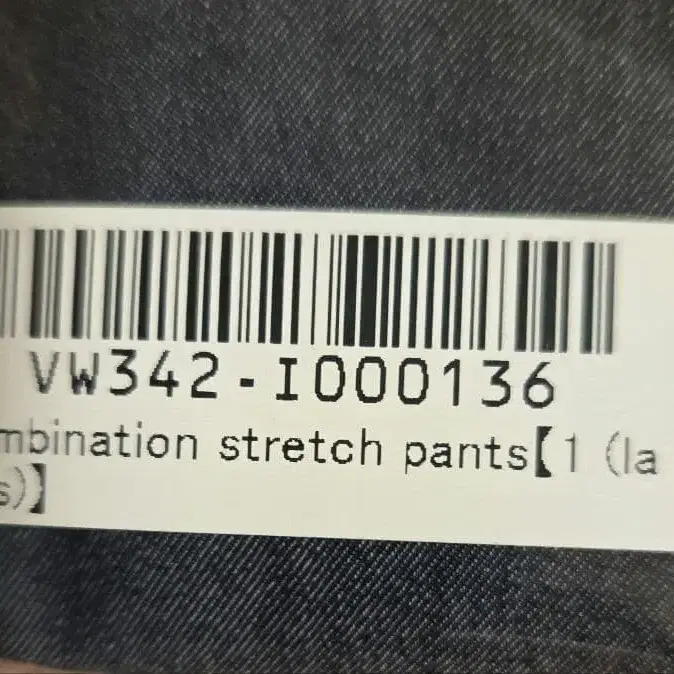 VW342-I000136
mbination stretch pants【1 (la
s)】